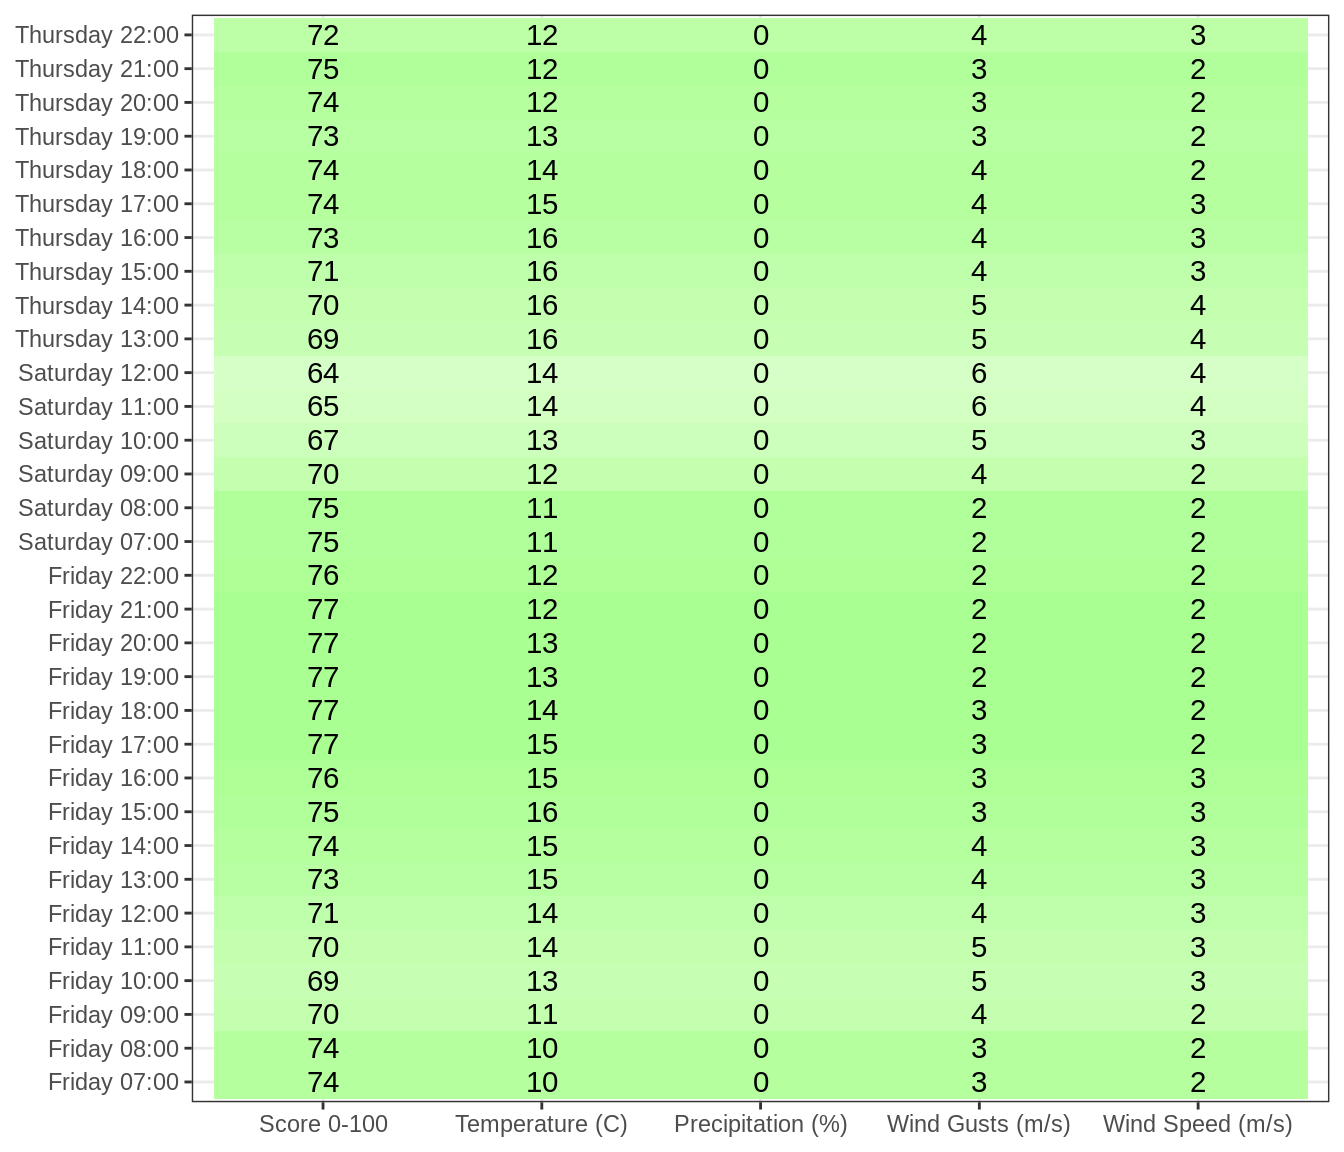 Thursday 22:00 72 12 0 4 3
Thursday 21:00 75 12 0 3 2
Thursday 20:00 74 12 0 3 2
Thursday 19:00 73 13 0 3 2
Thursday 18:00 74 14 0 4 2
Thursday 17:00 74 15 0 4 3
Thursday 16:00 73 16 0 4 3
Thursday 15:00 71 16 0 4 3
Thursday 14:00 70 16 0 5 4
Thursday 13:00 69 16 0 5 4
Saturday 12:00 64 14 0 6 4
Saturday 11:00 65 14 0 6 4
Saturday 10:00 67 13 0 5 3
Saturday 09:00 70 12 0 4 2
Saturday 08:00 75 11 0 2 2
Saturday 07:00 75 11 0 2 2
Friday 22:00 76 12 0 2 2
Friday 21:00 77 12 0 2 2
Friday 20:00 77 13 0 2 2
Friday 19:00 77 13 0 2 2
Friday 18:00 77 14 0 3 2
Friday 17:00 77 15 0 3 2
Friday 16:00 76 15 0 3 3
Friday 15:00 75 16 0 3 3
Friday 14:00 74 15 0 4 3
Friday 13:00 73 15 0 4 3
Friday 12:00 71 14 0 4 3
Friday 11:00 70 14 0 5 3
Friday 10:00 69 13 0 5 3
Friday 09:00 70 11 0 4 2
Friday 08:00 74 10 0 3 2
Friday 07:00 74 10 0 3 2
Score 0-100 Temperature (C) Precipitation (%) Wind Gusts (m/s) Wind Speed (m/s)